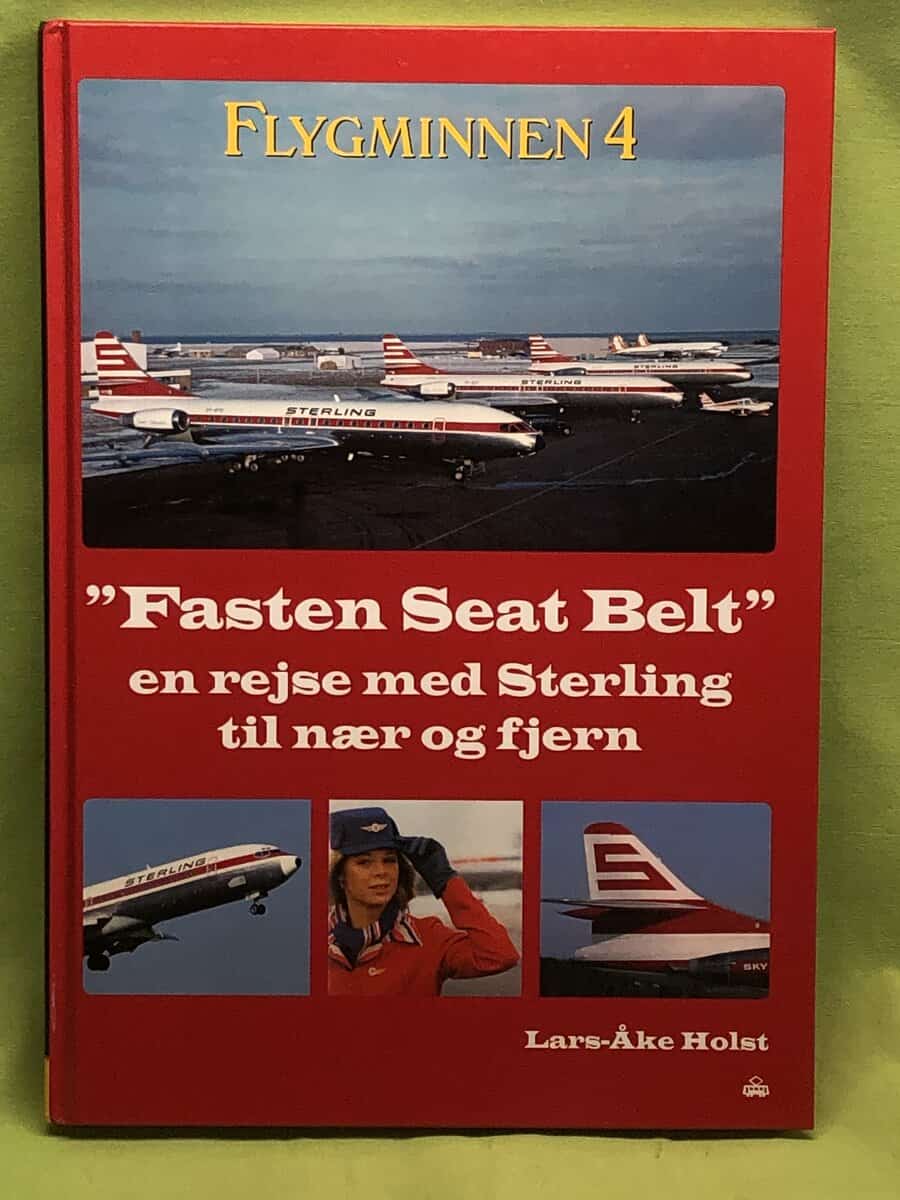 FLYGMINNEN 4
STERLING
STERLING
STERLING
”Fasten Seat Belt”
en rejse med Sterling
til nær og fjern
STERLING
SKY
Lars-Åke Holst